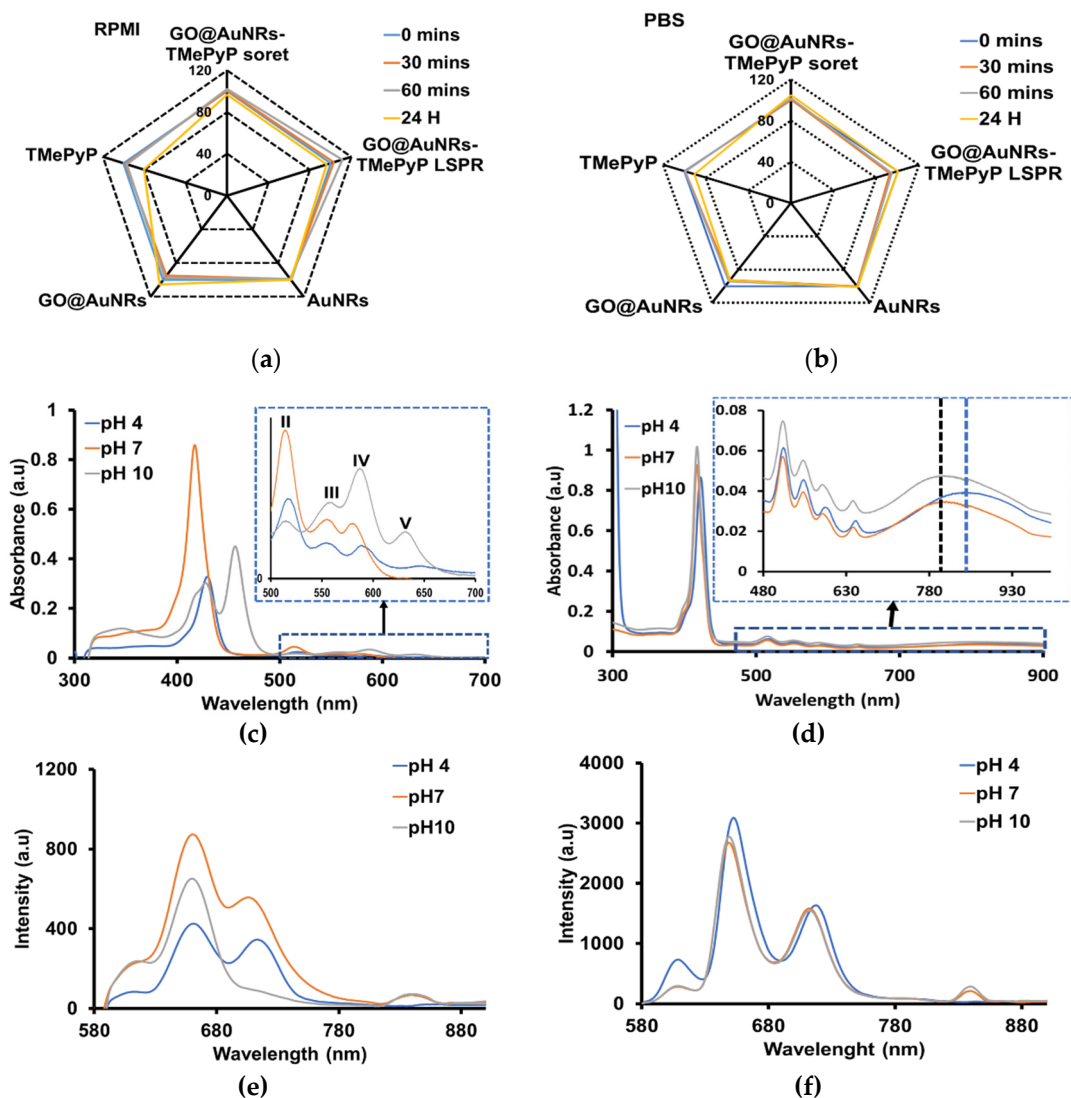 (a)
RPMI
GO@AuNRs-
TMePyP soret
0 mins
30 mins
60 mins
24 H
120
80
40
0
TMePyP
GO@AuNRs-
TMePyP LSPR
GO@AuNRs
AuNRs
(a)
(b)
PBS
GO@AuNRs-
TMePyP soret
0 mins
30 mins
60 mins
24 H
120
80
40
0
TMePyP
GO@AuNRs-
TMePyP LSPR
GO@AuNRs
AuNRs
(b)
Absorbance (a.u)
1
0.8
0.6
0.4
0.2
0
pH 4
pH 7
pH 10
II
III
IV
V
0
500 550 600 650 700
300 400 500 600 700
Wavelength (nm)
(c)
Absorbance (a.u)
1.2
1
0.8
0.6
0.4
0.2
0
pH 4
pH7
pH10
0.08
0.06
0.04
0.02
0
480 630 780 930
300 500 700 900
Wavelength (nm)
(d)
Intensity (a.u)
1200
800
400
0
pH 4
pH7
pH10
580 680 780 880
Wavelength (nm)
(e)
Intensity (a.u)
4000
3000
2000
1000
0
pH 4
pH 7
pH 10
580 680 780 880
Wavelenght (nm)
(f)